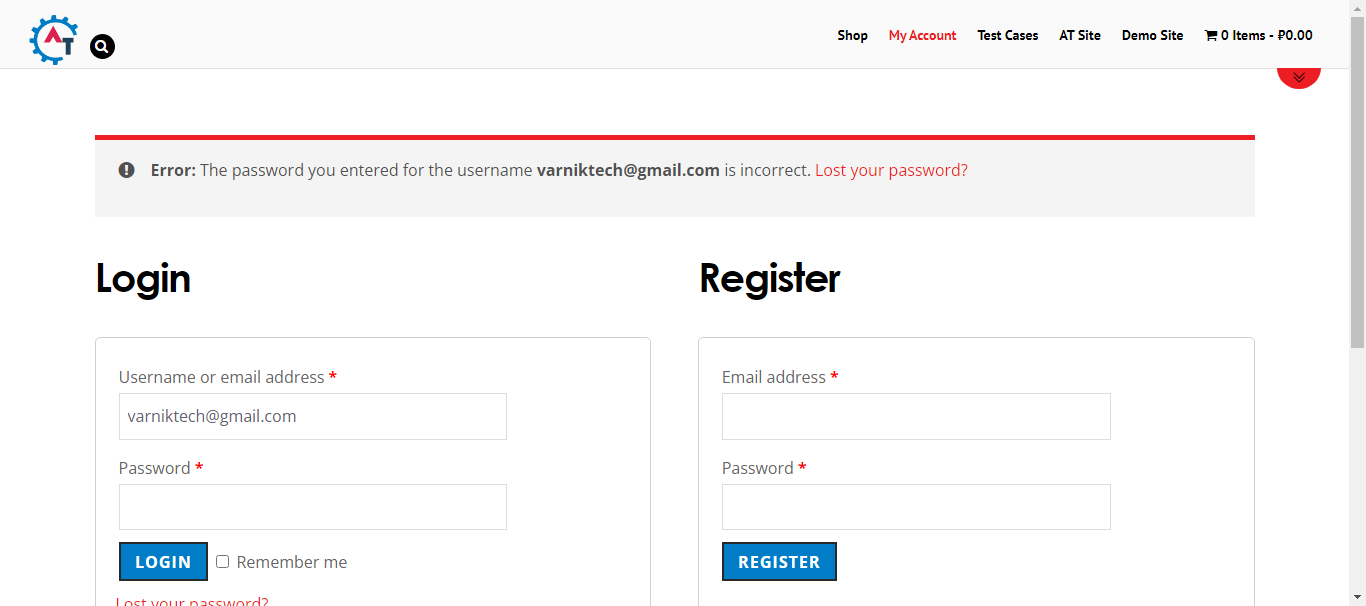 AT
Shop My Account Test Cases AT Site Demo Site 0 Items - ₽0.00
Error: The password you entered for the username varniktech@gmail.com is incorrect. Lost your password?
Login
Register
Username or email address *
varniktech@gmail.com
Password *
LOGIN Remember me
Lost your password?
Email address *
Password *
REGISTER